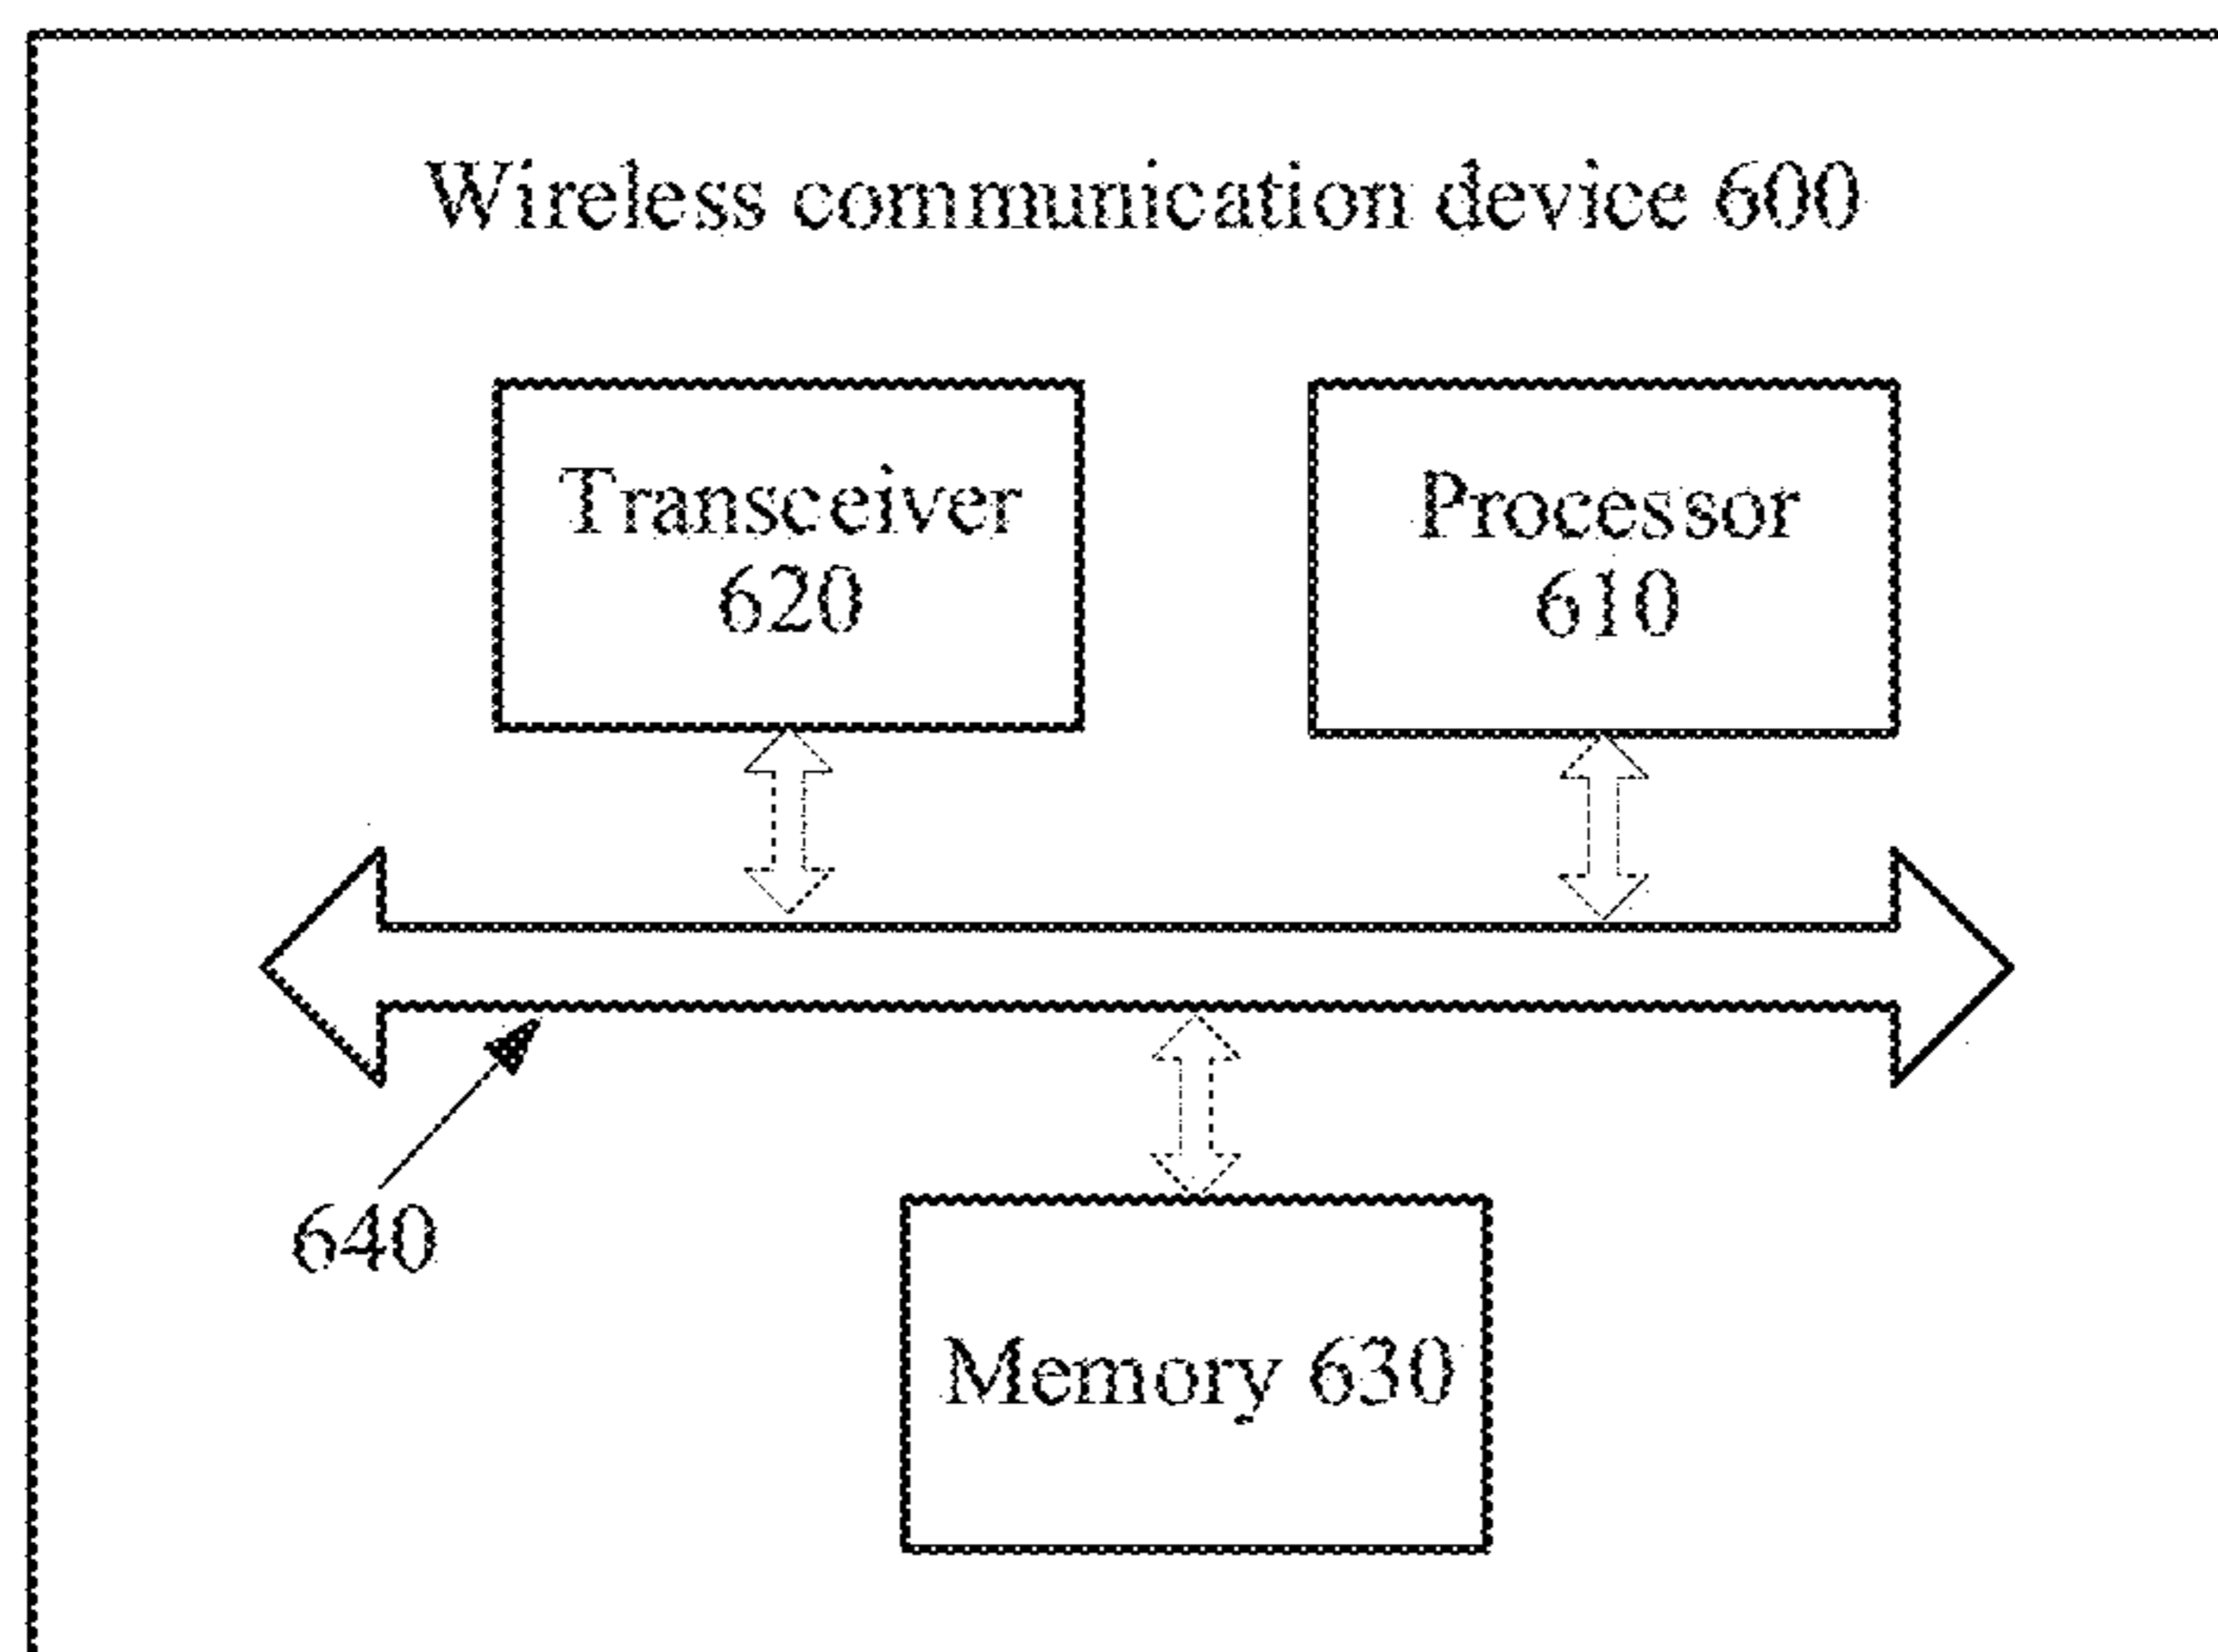 Wireless communication device 600
Transceiver
620
Processor
610
640
Memory 630